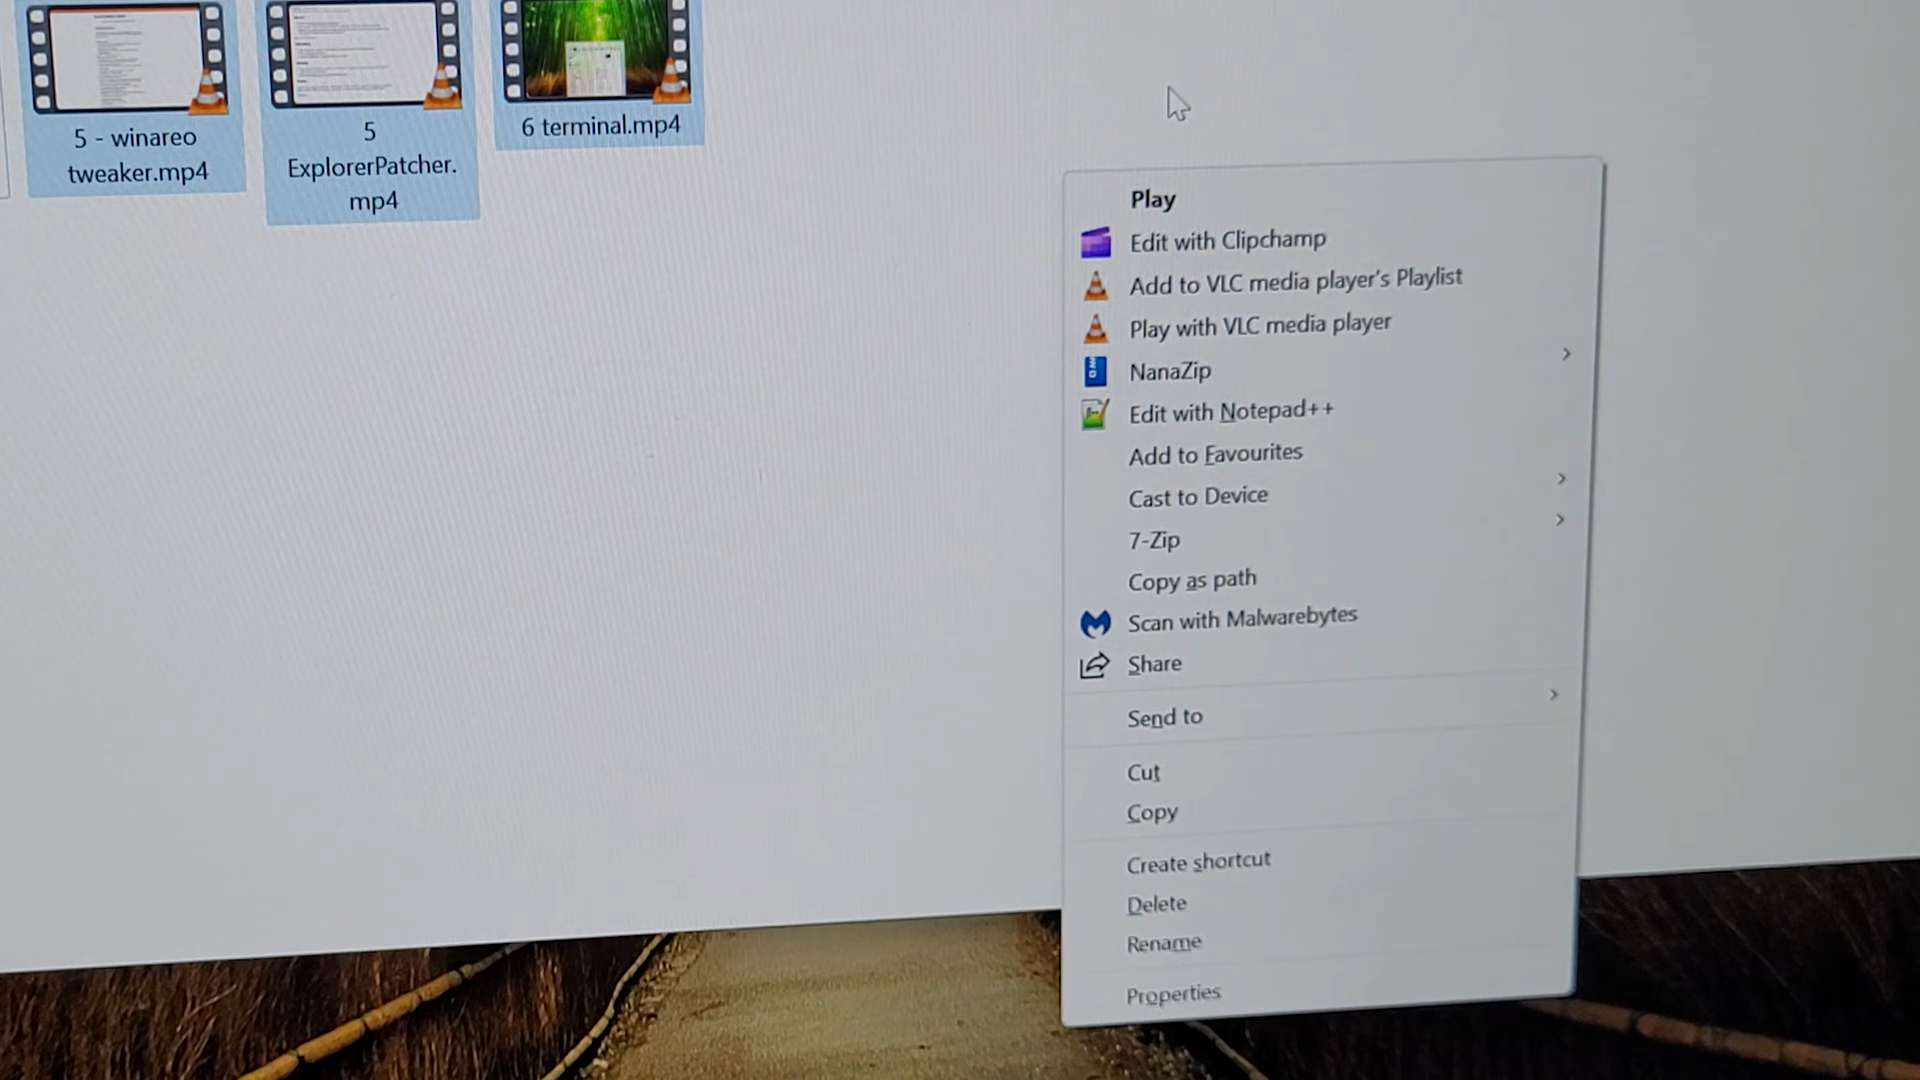 5 - winareo
tweaker.mp4
5
ExplorerPatcher.
mp4
6 terminal.mp4
Play
Edit with Clipchamp
Add to VLC media player's Playlist
Play with VLC media player
NanaZip
Edit with Notepad++
Add to Favourites
Cast to Device
7-Zip
Copy as path
Scan with Malwarebytes
Share
Send to
Cut
Copy
Create shortcut
Delete
Rename
Properties